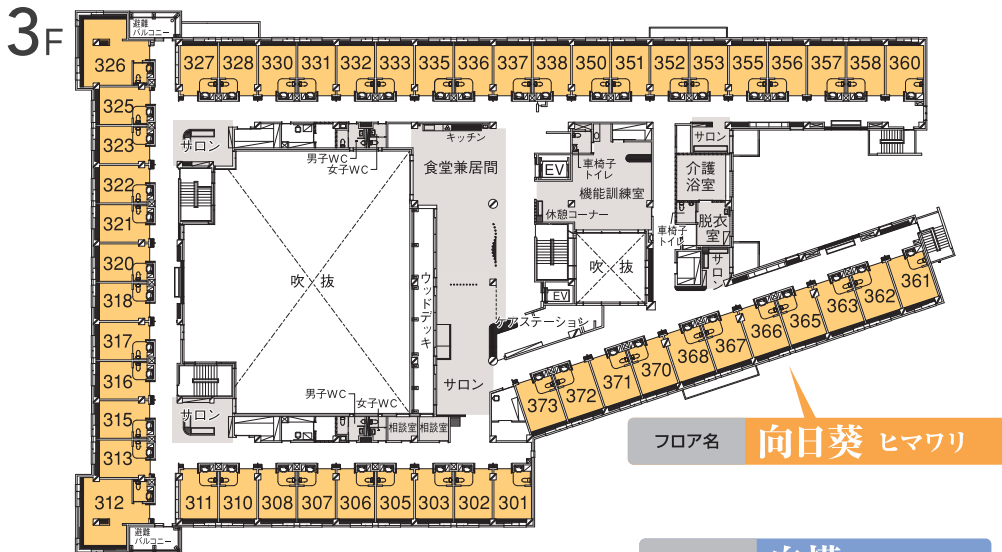 3F
避難
バルコニー
326
327
328
330
331
332
333
335
336
337
338
350
351
352
353
355
356
357
358
360
325
323
322
321
320
318
317
316
315
313
312
サロン
男子WC
女子WC
キッチン
食堂兼居間
EV
車椅子
トイレ
機能訓練室
休憩コーナー
サロン
介護
浴室
脱衣室
車椅子
トイレ
サロン
吹抜
ウッドデッキ
吹抜
EV
ケアステーション
サロン
サロン
男子WC
女子WC
相談室
相談室
361
362
363
365
366
367
368
370
371
372
373
フロア名
向日葵 ヒマワリ
311
310
308
307
306
305
303
302
301
避難
バルコニー